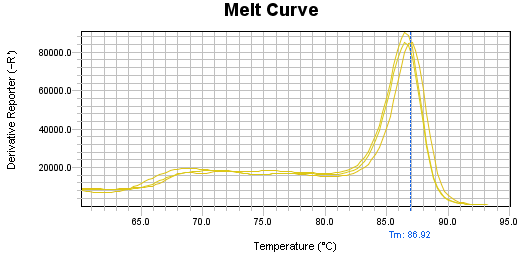 Melt Curve
Derivative Reporter (-R')
80000.0
60000.0
40000.0
20000.0
65.0 70.0 75.0 80.0 85.0 90.0 95.0
Tm: 86.92
Temperature (°C)